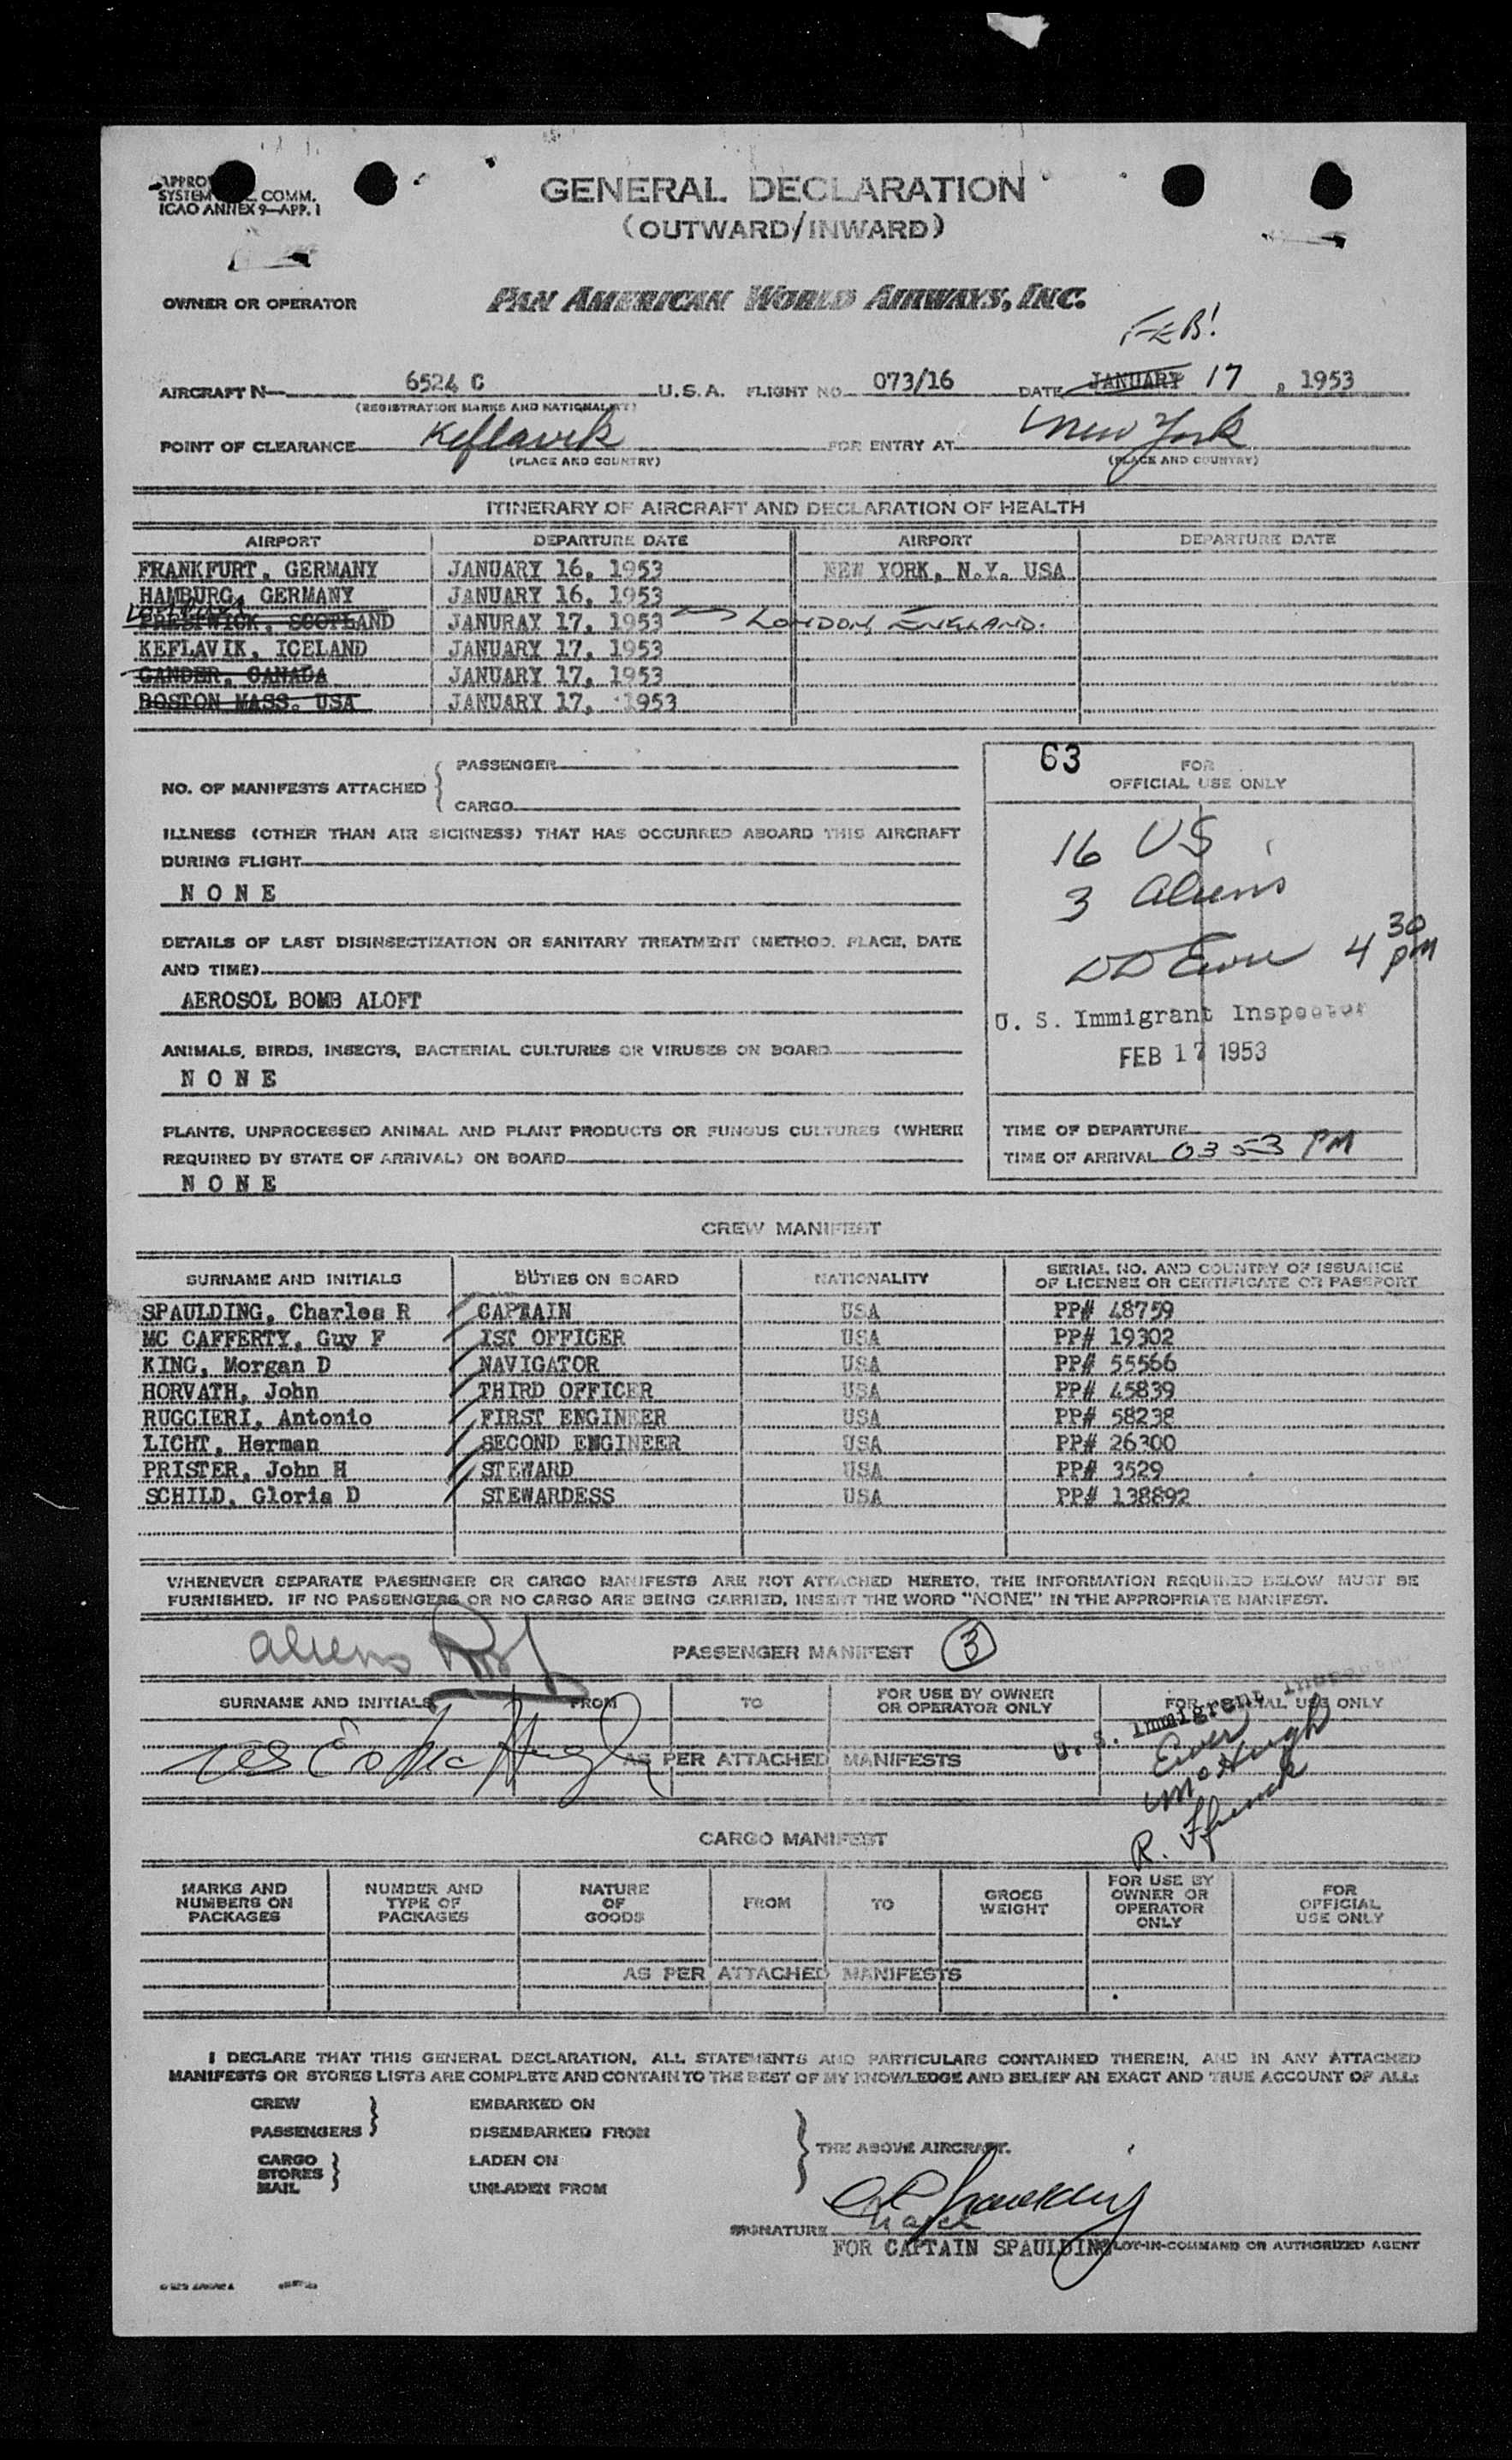 GENERAL DECLARATION
(OUTWARD/INWARD)
SYSTEM COMM.
ICAO ANNEX 9—APP. 1
OWNER OR OPERATOR PAN AMERICAN WORLD AIRWAYS, INC.
FEB!
AIRCRAFT N— 6524 C U.S.A. FLIGHT NO. 073/16 DATE JANUARY 17, 1953
(REGISTRATION MARKS AND NATIONALITY)
POINT OF CLEARANCE Keflavik FOR ENTRY AT New York
(PLACE AND COUNTRY) (PLACE AND COUNTRY)
ITINERARY OF AIRCRAFT AND DECLARATION OF HEALTH
AIRPORT DEPARTURE DATE AIRPORT DEPARTURE DATE
FRANKFURT, GERMANY JANUARY 16, 1953 NEW YORK, N.Y. USA
HAMBURG, GERMANY JANUARY 16, 1953
PRESTWICK, SCOTLAND JANURAY 17, 1953 LONDON, ENGLAND.
KEFLAVIK, ICELAND JANUARY 17, 1953
GANDER, CANADA JANUARY 17, 1953
BOSTON MASS. USA JANUARY 17, 1953
63 FOR
OFFICIAL USE ONLY
NO. OF MANIFESTS ATTACHED { PASSENGER
CARGO
ILLNESS (OTHER THAN AIR SICKNESS) THAT HAS OCCURRED ABOARD THIS AIRCRAFT
DURING FLIGHT
N O N E
DETAILS OF LAST DISINSECTIZATION OR SANITARY TREATMENT (METHOD, PLACE, DATE
AND TIME)
AEROSOL BOMB ALOFT
ANIMALS, BIRDS, INSECTS, BACTERIAL CULTURES OR VIRUSES ON BOARD
N O N E
PLANTS, UNPROCESSED ANIMAL AND PLANT PRODUCTS OR FUNGUS CULTURES (WHERE
REQUIRED BY STATE OF ARRIVAL) ON BOARD
N O N E
16 US
3 Aliens
4 30 PM
U. S. Immigrant Inspector
FEB 17 1953
TIME OF DEPARTURE
TIME OF ARRIVAL 0353 PM
CREW MANIFEST
SURNAME AND INITIALS DUTIES ON BOARD NATIONALITY SERIAL NO. AND COUNTRY OF ISSUANCE
OF LICENSE OR CERTIFICATE OR PASSPORT
SPAULDING, Charles R CAPTAIN USA PP# 48759
MC CAFFERTY, Guy F 1ST OFFICER USA PP# 19302
KING, Morgan D NAVIGATOR USA PP# 55566
HORVATH, John THIRD OFFICER USA PP# 45839
RUGGIERI, Antonio FIRST ENGINEER USA PP# 58238
LICHT, Herman SECOND ENGINEER USA PP# 26300
PRISTER, John H STEWARD USA PP# 3529
SCHILD, Gloria D STEWARDESS USA PP# 138892
WHENEVER SEPARATE PASSENGER OR CARGO MANIFESTS ARE NOT ATTACHED HERETO, THE INFORMATION REQUIRED BELOW MUST BE
FURNISHED. IF NO PASSENGERS OR NO CARGO ARE BEING CARRIED, INSERT THE WORD "NONE" IN THE APPROPRIATE MANIFEST.
aliens
PASSENGER MANIFEST 3
SURNAME AND INITIALS FROM TO FOR USE BY OWNER
OR OPERATOR ONLY FOR OFFICIAL USE ONLY
AS PER ATTACHED MANIFESTS
U. S. Immigrant Inspector
McHugh
CARGO MANIFEST
MARKS AND
NUMBERS ON
PACKAGES NUMBER AND
TYPE OF
PACKAGES NATURE
OF
GOODS FROM TO GROSS
WEIGHT FOR USE BY
OWNER OR
OPERATOR
ONLY FOR
OFFICIAL
USE ONLY
AS PER ATTACHED MANIFESTS
I DECLARE THAT THIS GENERAL DECLARATION, ALL STATEMENTS AND PARTICULARS CONTAINED THEREIN, AND IN ANY ATTACHED
MANIFESTS OR STORES LISTS ARE COMPLETE AND CONTAIN TO THE BEST OF MY KNOWLEDGE AND BELIEF AN EXACT AND TRUE ACCOUNT OF ALL:
CREW EMBARKED ON
PASSENGERS DISEMBARKED FROM
THE ABOVE AIRCRAFT.
CARGO LADEN ON
STORES
MAIL UNLADEN FROM
SIGNATURE C R Spaulding
FOR CAPTAIN SPAULDING PILOT-IN-COMMAND OR AUTHORIZED AGENT